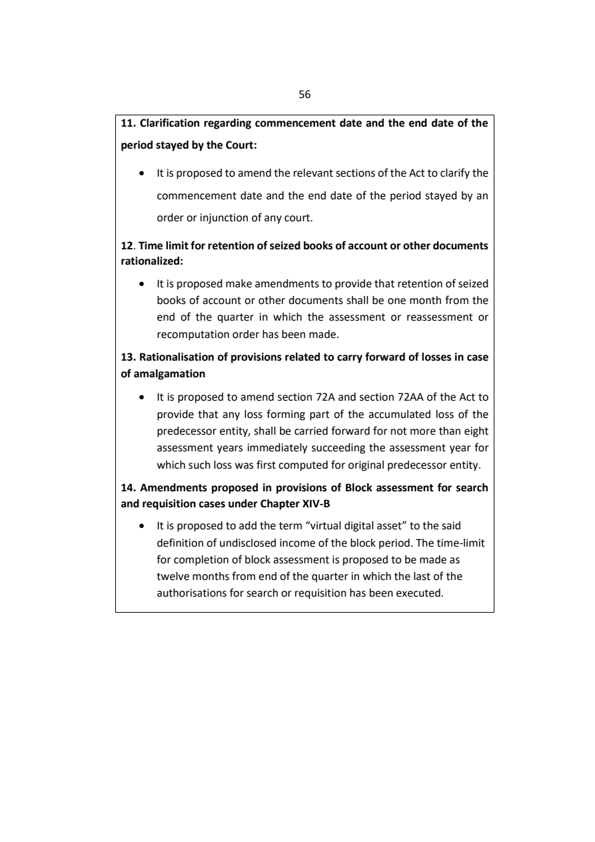 56
11. Clarification regarding commencement date and the end date of the
period stayed by the Court:
• It is proposed to amend the relevant sections of the Act to clarify the
commencement date and the end date of the period stayed by an
order or injunction of any court.
12. Time limit for retention of seized books of account or other documents
rationalized:
• It is proposed make amendments to provide that retention of seized
books of account or other documents shall be one month from the
end of the quarter in which the assessment or reassessment or
recomputation order has been made.
13. Rationalisation of provisions related to carry forward of losses in case
of amalgamation
• It is proposed to amend section 72A and section 72AA of the Act to
provide that any loss forming part of the accumulated loss of the
predecessor entity, shall be carried forward for not more than eight
assessment years immediately succeeding the assessment year for
which such loss was first computed for original predecessor entity.
14. Amendments proposed in provisions of Block assessment for search
and requisition cases under Chapter XIV-B
• It is proposed to add the term “virtual digital asset” to the said
definition of undisclosed income of the block period. The time-limit
for completion of block assessment is proposed to be made as
twelve months from end of the quarter in which the last of the
authorisations for search or requisition has been executed.